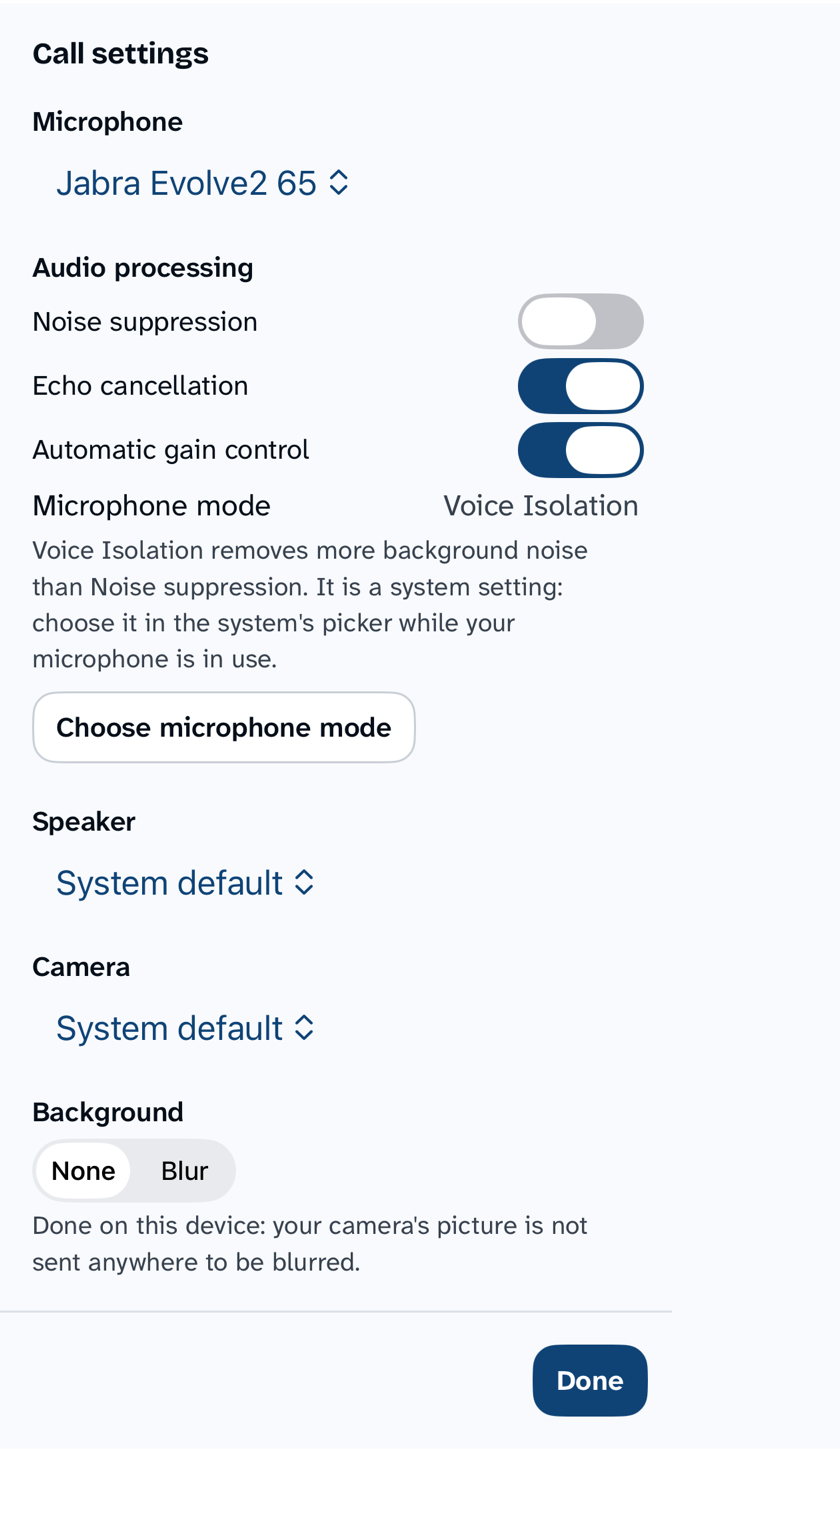 Call settings
Microphone
Jabra Evolve2 65
Audio processing
Noise suppression
Echo cancellation
Automatic gain control
Microphone mode Voice Isolation
Voice Isolation removes more background noise
than Noise suppression. It is a system setting:
choose it in the system's picker while your
microphone is in use.
Choose microphone mode
Speaker
System default
Camera
System default
Background
None Blur
Done on this device: your camera's picture is not
sent anywhere to be blurred.
Done